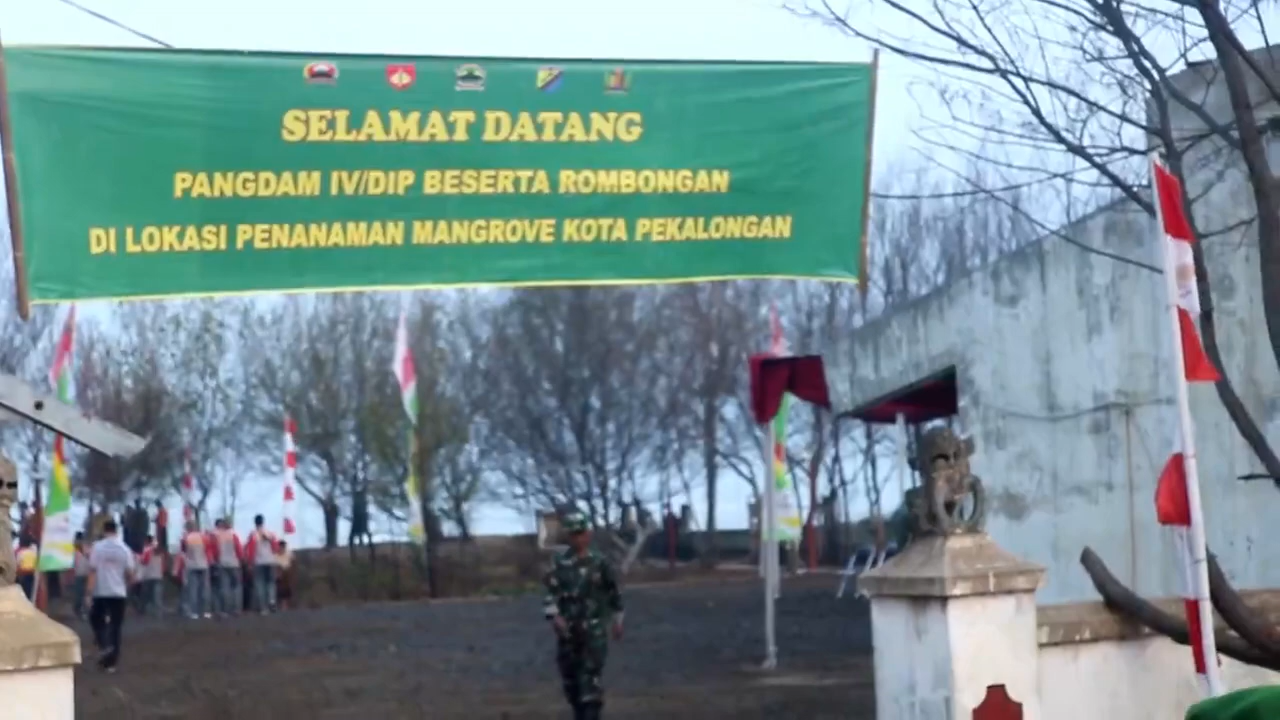 SELAMAT DATANG
PANGDAM IV/DIP BESERTA ROMBONGAN
DI LOKASI PENANAMAN MANGROVE KOTA PEKALONGAN